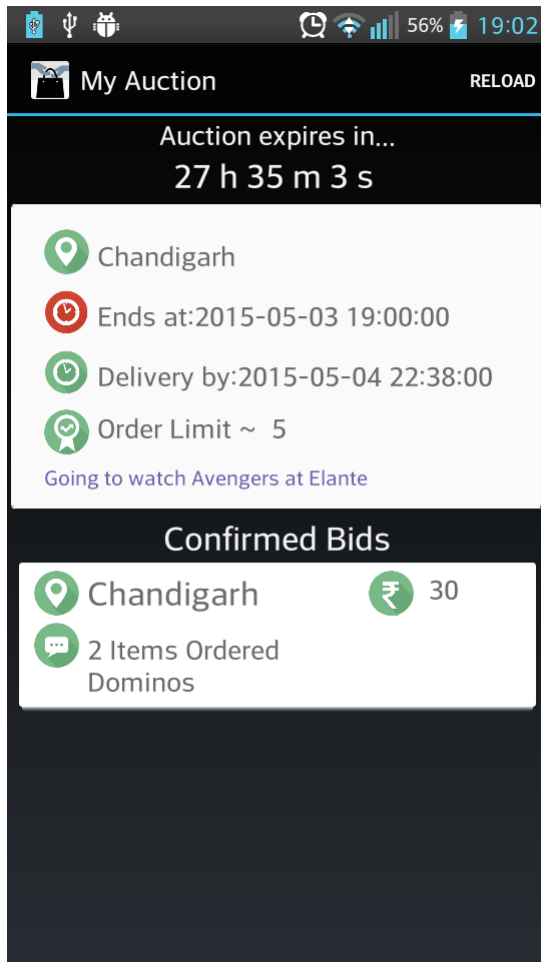 56% 19:02
My Auction RELOAD
Auction expires in...
27 h 35 m 3 s
Chandigarh
Ends at:2015-05-03 19:00:00
Delivery by:2015-05-04 22:38:00
Order Limit ~ 5
Going to watch Avengers at Elante
Confirmed Bids
Chandigarh ₹ 30
2 Items Ordered
Dominos